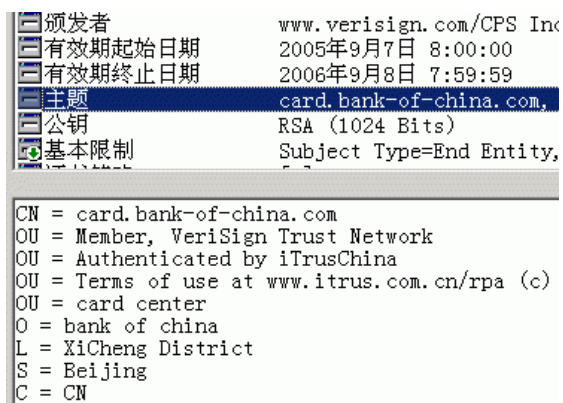 颁发者 www.verisign.com/CPS Inc
有效期起始日期 2005年9月7日 8:00:00
有效期终止日期 2006年9月8日 7:59:59
主题 card.bank-of-china.com,
公钥 RSA (1024 Bits)
基本限制 Subject Type=End Entity,
CN = card.bank-of-china.com
OU = Member, VeriSign Trust Network
OU = Authenticated by iTrusChina
OU = Terms of use at www.itrus.com.cn/rpa (c)
OU = card center
O = bank of china
L = XiCheng District
S = Beijing
C = CN